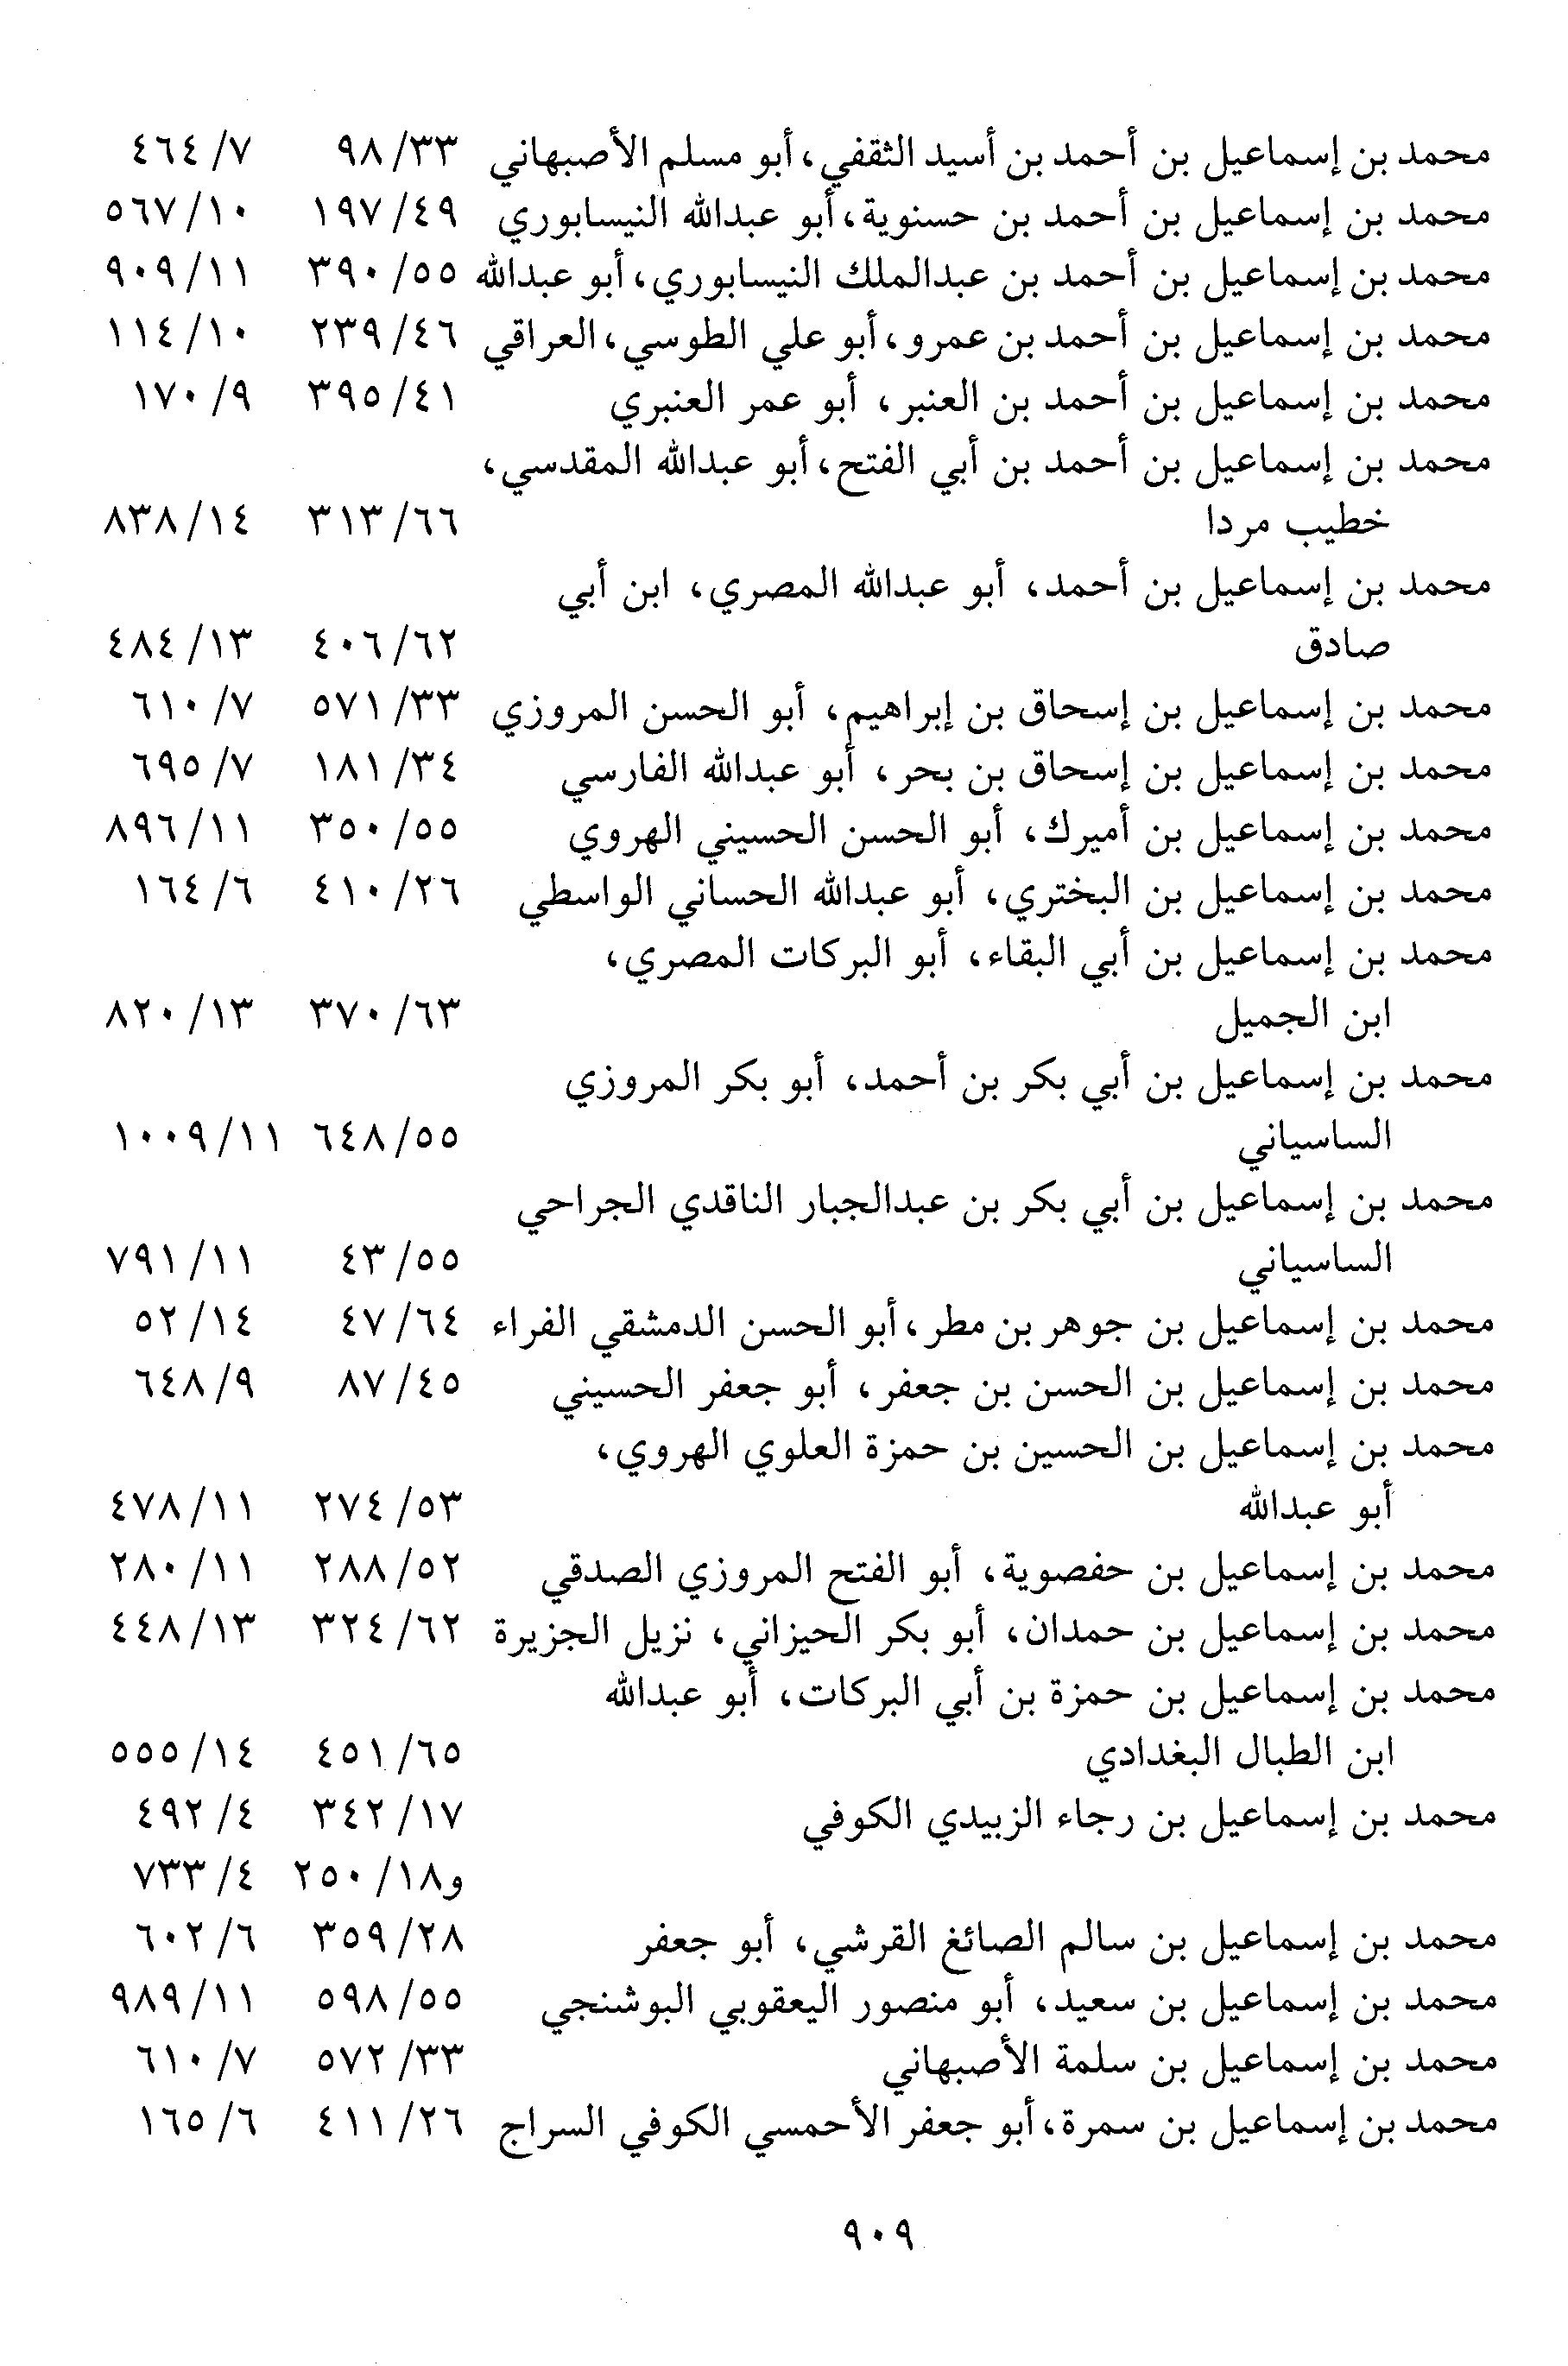 محمد بن إسماعيل بن أحمد بن أسيد الثقفي، أبو مسلم الأصبهاني ٩٨/٣٣ ٤٦٤/٧
محمد بن إسماعيل بن أحمد بن حسنوية، أبو عبدالله النيسابوري ١٩٧/٤٩ ٥٦٧/١٠
محمد بن إسماعيل بن أحمد بن عبدالملك النيسابوري، أبو عبدالله ٣٩٠/٥٥ ٩٠٩/١١
محمد بن إسماعيل بن أحمد بن عمرو، أبو علي الطوسي، العراقي ٢٣٩/٤٦ ١١٤/١٠
محمد بن إسماعيل بن أحمد بن العنبر، أبو عمر العنبري ٣٩٥/٤١ ١٧٠/٩
محمد بن إسماعيل بن أحمد بن أبي الفتح، أبو عبدالله المقدسي،
خطيب مردا ٣١٣/٦٦ ٨٣٨/١٤
محمد بن إسماعيل بن أحمد، أبو عبدالله المصري، ابن أبي
صادق ٤٠٦/٦٢ ٤٨٤/١٣
محمد بن إسماعيل بن إسحاق بن إبراهيم، أبو الحسن المروزي ٥٧١/٣٣ ٦١٠/٧
محمد بن إسماعيل بن إسحاق بن بحر، أبو عبدالله الفارسي ١٨١/٣٤ ٦٩٥/٧
محمد بن إسماعيل بن أميرك، أبو الحسن الحسيني الهروي ٣٥٠/٥٥ ٨٩٦/١١
محمد بن إسماعيل بن البختري، أبو عبدالله الحساني الواسطي ٤١٠/٢٦ ١٦٤/٦
محمد بن إسماعيل بن أبي البقاء، أبو البركات المصري،
ابن الجميل ٣٧٠/٦٣ ٨٢٠/١٣
محمد بن إسماعيل بن أبي بكر بن أحمد، أبو بكر المروزي
الساسياني ٦٤٨/٥٥ ١٠٠٩/١١
محمد بن إسماعيل بن أبي بكر بن عبدالجبار الناقدي الجراحي
الساسياني ٤٣/٥٥ ٧٩١/١١
محمد بن إسماعيل بن جوهر بن مطر، أبو الحسن الدمشقي الفراء ٤٧/٦٤ ٥٢/١٤
محمد بن إسماعيل بن الحسن بن جعفر، أبو جعفر الحسيني ٨٧/٤٥ ٦٤٨/٩
محمد بن إسماعيل بن الحسين بن حمزة العلوي الهروي،
أبو عبدالله ٢٧٤/٥٣ ٤٧٨/١١
محمد بن إسماعيل بن حفصوية، أبو الفتح المروزي الصدقي ٢٨٨/٥٢ ٢٨٠/١١
محمد بن إسماعيل بن حمدان، أبو بكر الحيزاني، نزيل الجزيرة ٣٢٤/٦٢ ٤٤٨/١٣
محمد بن إسماعيل بن حمزة بن أبي البركات، أبو عبدالله
ابن الطبال البغدادي ٤٥١/٦٥ ٥٥٥/١٤
محمد بن إسماعيل بن رجاء الزبيدي الكوفي ٣٤٢/١٧ ٤٩٢/٤
و٢٥٠/١٨ ٧٣٣/٤
محمد بن إسماعيل بن سالم الصائغ القرشي، أبو جعفر ٣٥٩/٢٨ ٦٠٢/٦
محمد بن إسماعيل بن سعيد، أبو منصور اليعقوبي البوشنجي ٥٩٨/٥٥ ٩٨٩/١١
محمد بن إسماعيل بن سلمة الأصبهاني ٥٧٢/٣٣ ٦١٠/٧
محمد بن إسماعيل بن سمرة، أبو جعفر الأحمسي الكوفي السراج ٤١١/٢٦ ١٦٥/٦
٩٠٩